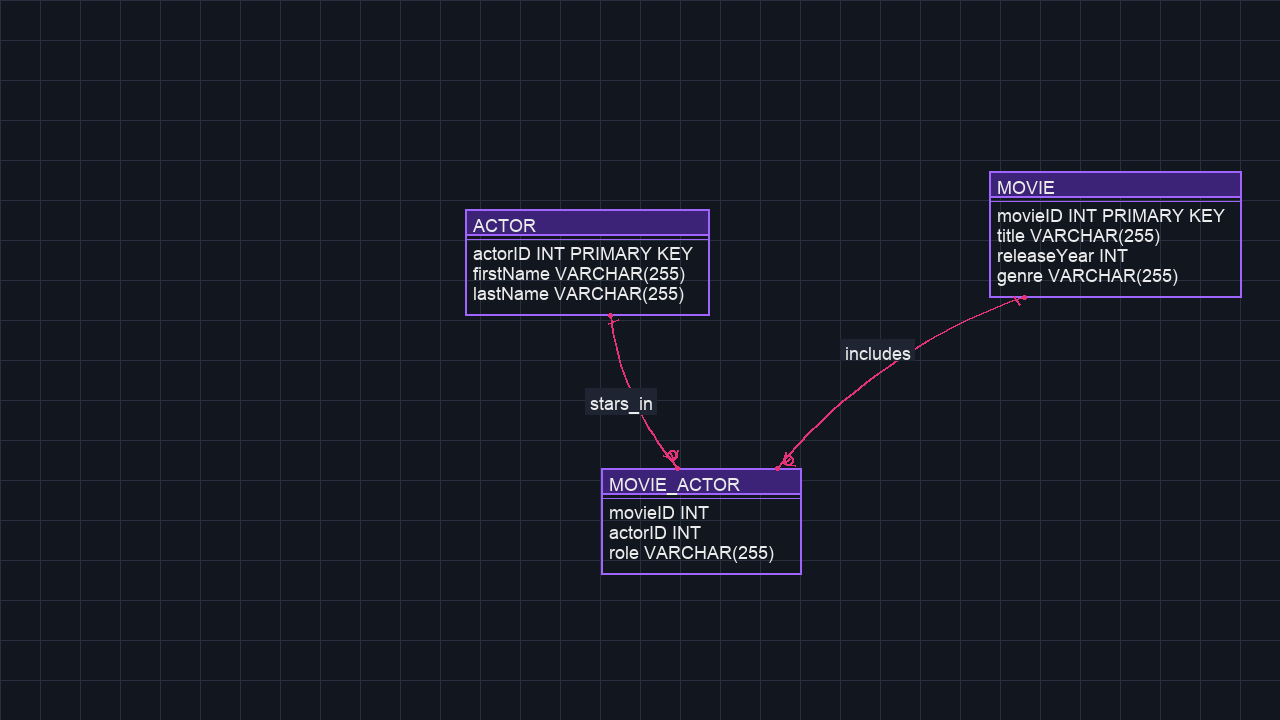 ACTOR
actorID INT PRIMARY KEY
firstName VARCHAR(255)
lastName VARCHAR(255)
MOVIE
movieID INT PRIMARY KEY
title VARCHAR(255)
releaseYear INT
genre VARCHAR(255)
includes
stars_in
MOVIE_ACTOR
movieID INT
actorID INT
role VARCHAR(255)